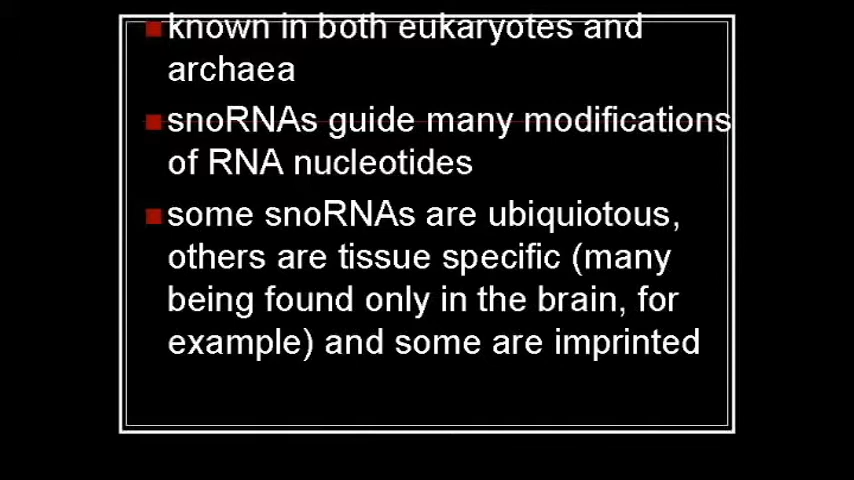 known in both eukaryotes and
archaea
snoRNAs guide many modifications
of RNA nucleotides
some snoRNAs are ubiquiotous,
others are tissue specific (many
being found only in the brain, for
example) and some are imprinted